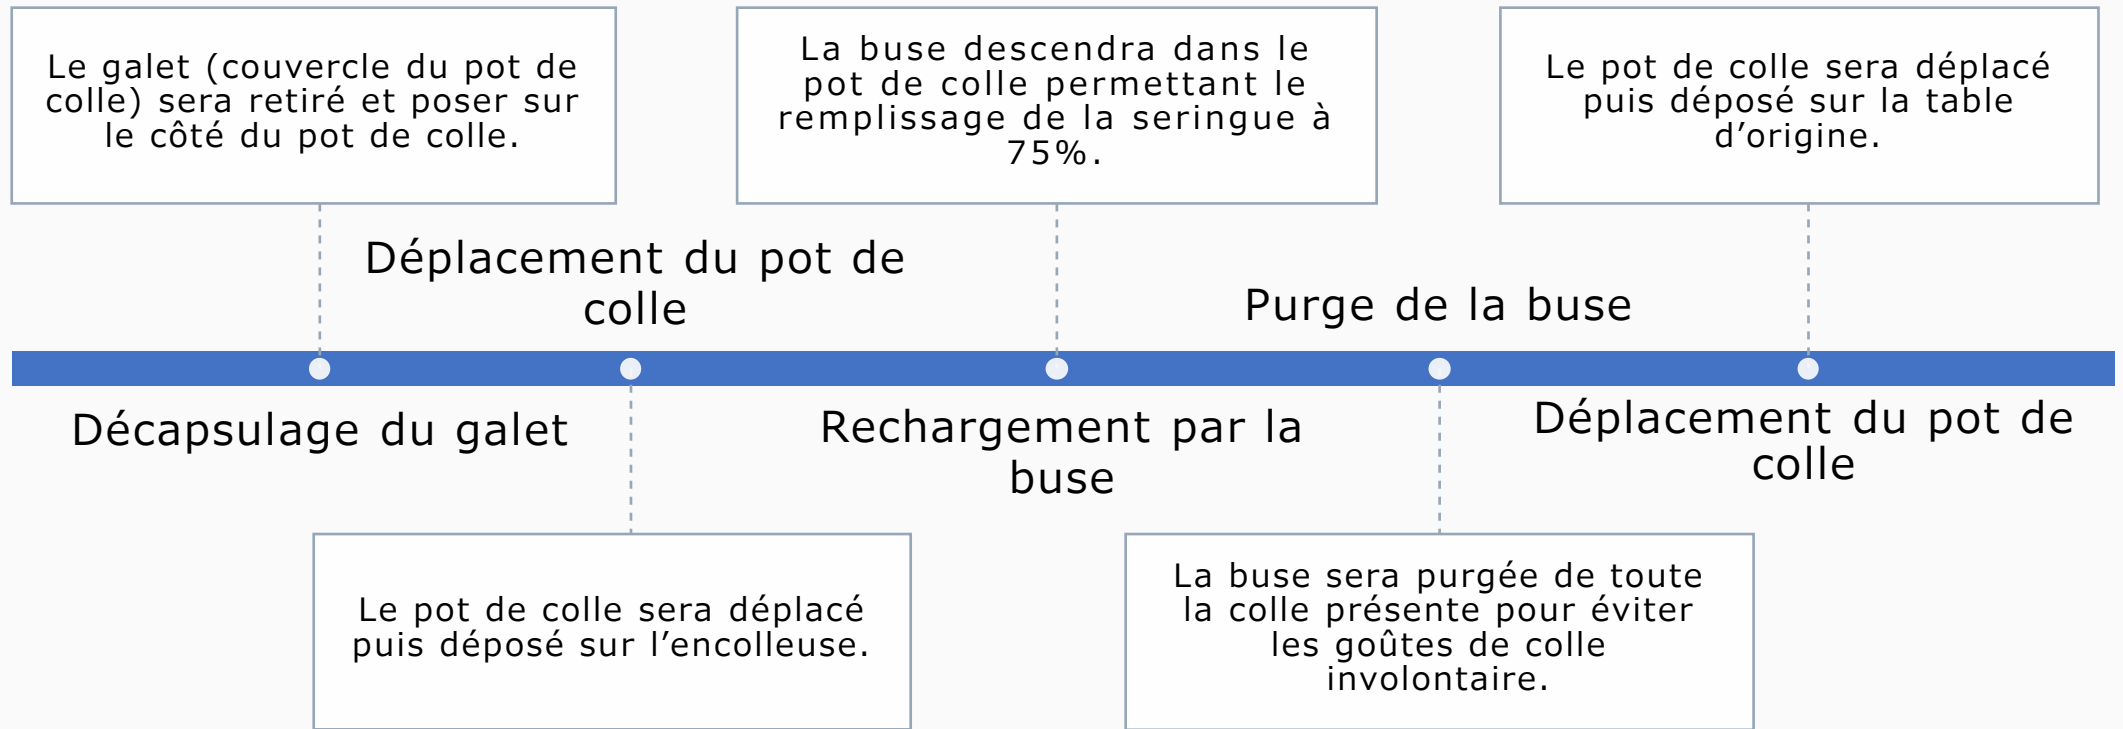 Le galet (couvercle du pot de
colle) sera retiré et poser sur
le côté du pot de colle.
La buse descendra dans le
pot de colle permettant le
remplissage de la seringue à
75%.
Le pot de colle sera déplacé
puis déposé sur la table
d’origine.
Déplacement du pot de
colle
Purge de la buse
Décapsulage du galet
Rechargement par la
buse
Déplacement du pot de
colle
Le pot de colle sera déplacé
puis déposé sur l’encolleuse.
La buse sera purgée de toute
la colle présente pour éviter
les goûtes de colle
involontaire.